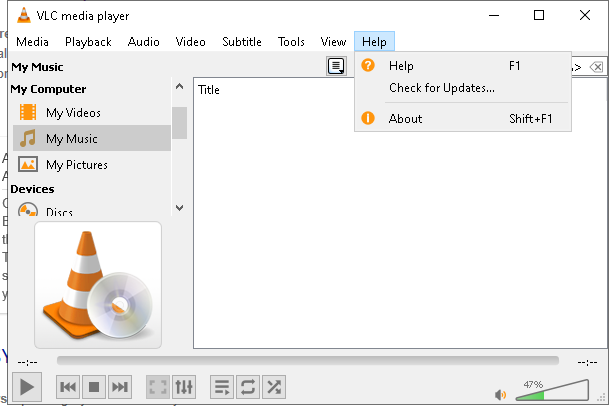 VLC media player
Media Playback Audio Video Subtitle Tools View Help
My Music
My Computer
My Videos
My Music
My Pictures
Devices
Discs
Title
Help F1
Check for Updates...
About Shift+F1
--:-- --:--
47%